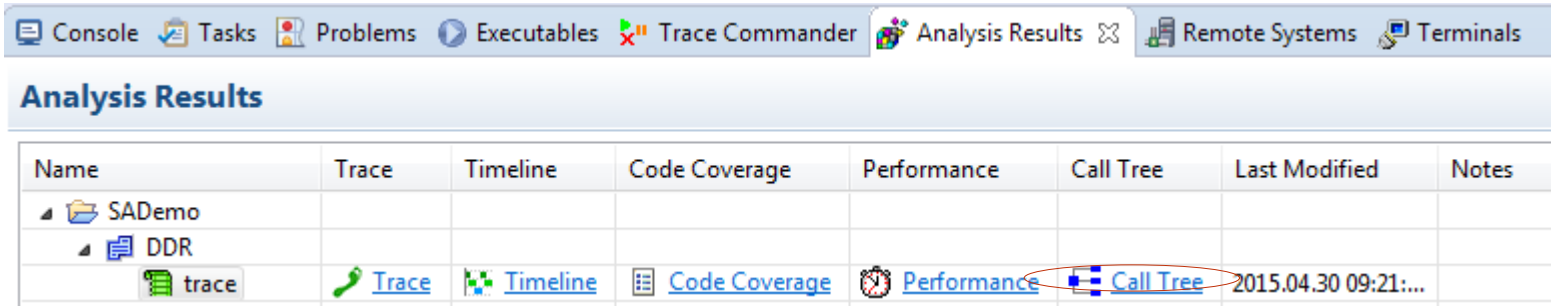 Console Tasks Problems Executables Trace Commander Analysis Results Remote Systems Terminals
Analysis Results
Name Trace Timeline Code Coverage Performance Call Tree Last Modified Notes
SADemo
DDR
trace Trace Timeline Code Coverage Performance Call Tree 2015.04.30 09:21:...